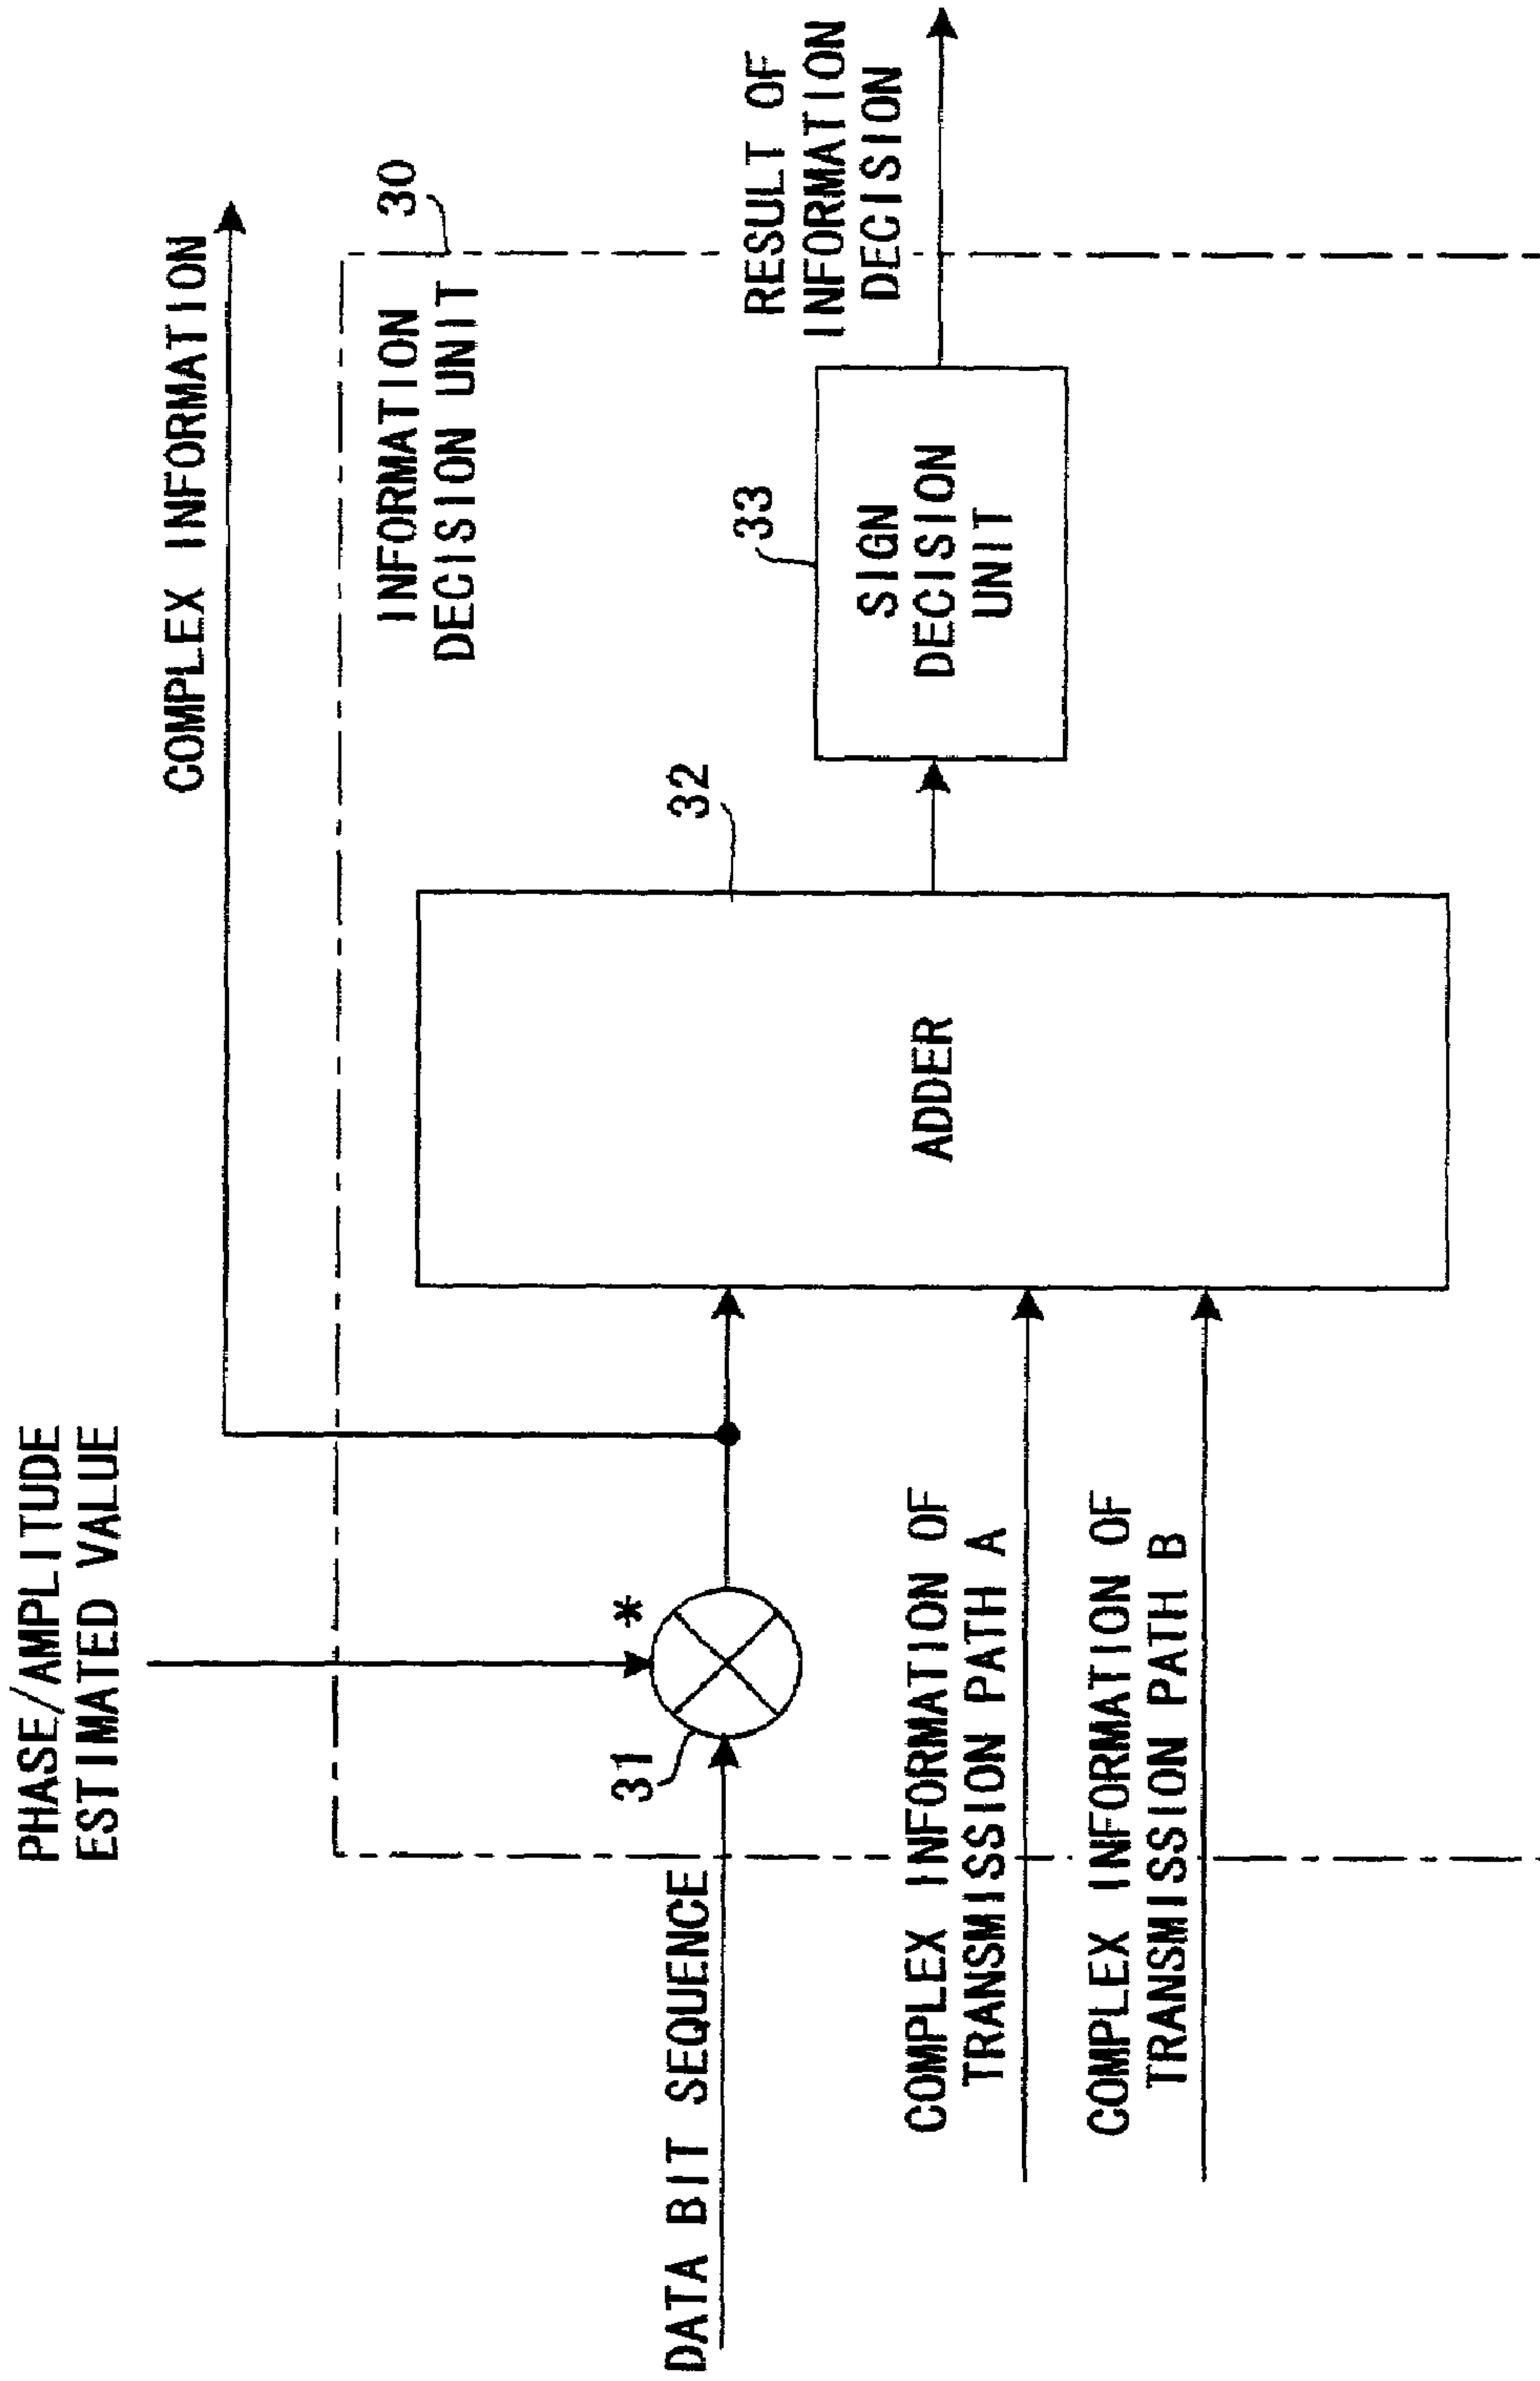 PHASE/AMPLITUDE
ESTIMATED VALUE
COMPLEX INFORMATION
30
INFORMATION
DECISION UNIT
DATA BIT SEQUENCE
31
*
32
33
ADDER
SIGN
DECISION
UNIT
RESULT OF
INFORMATION
DECISION
COMPLEX INFORMATION OF
TRANSMISSION PATH A
COMPLEX INFORMATION OF
TRANSMISSION PATH B